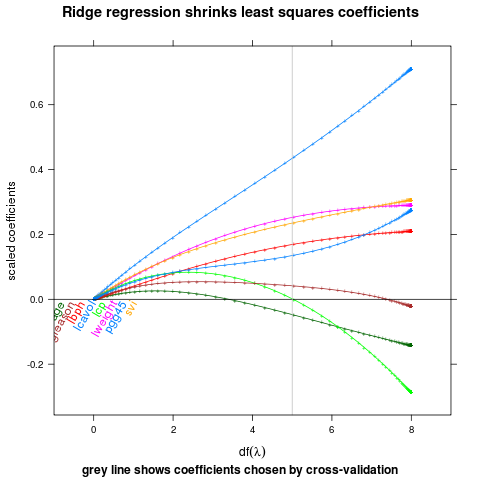 Ridge regression shrinks least squares coefficients
scaled coefficients
0.6
0.4
0.2
0.0
-0.2
lbph
lcavol
lcp
lweight
pgg45
svi
0
2
4
6
8
df(λ)
grey line shows coefficients chosen by cross-validation